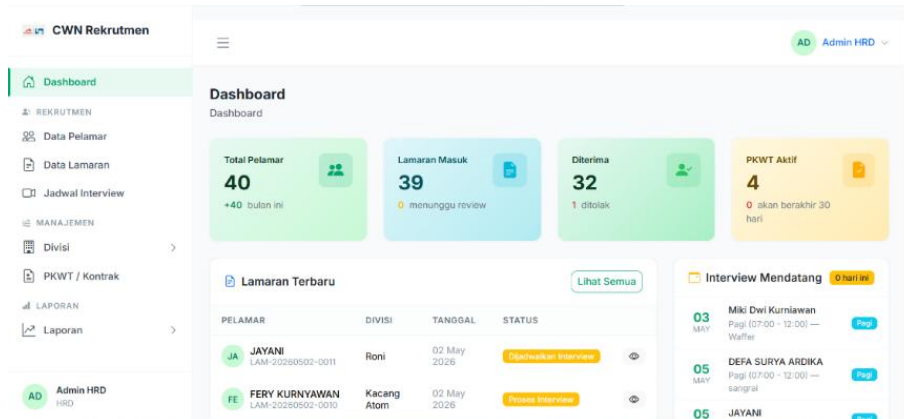 CWN Rekrutmen
AD Admin HRD
Dashboard
REKRUTMEN
Data Pelamar
Data Lamaran
Jadwal Interview
MANAJEMEN
Divisi
PKWT / Kontrak
LAPORAN
Laporan
AD Admin HRD
HRD
Dashboard
Dashboard
Total Pelamar
40
+40 bulan ini
Lamaran Masuk
39
0 menunggu review
Diterima
32
1 ditolak
PKWT Aktif
4
0 akan berakhir 30
hari
Lamaran Terbaru
Lihat Semua
PELAMAR DIVISI TANGGAL STATUS
JA JAYANI
LAM-20260502-0011
Roni
02 May
2026
Dijadwalkan Interview
FE FERY KURNYAWAN
LAM-20260502-0010
Kacang
Atom
02 May
2026
Proses Interview
Interview Mendatang 0 hari ini
03
MAY
Miki Dwi Kurniawan
Pagi (07:00 - 12:00) —
Waffer
Pagi
05
MAY
DEFA SURYA ARDIKA
Pagi (07:00 - 12:00) —
sangrai
Pagi
05
JAYANI